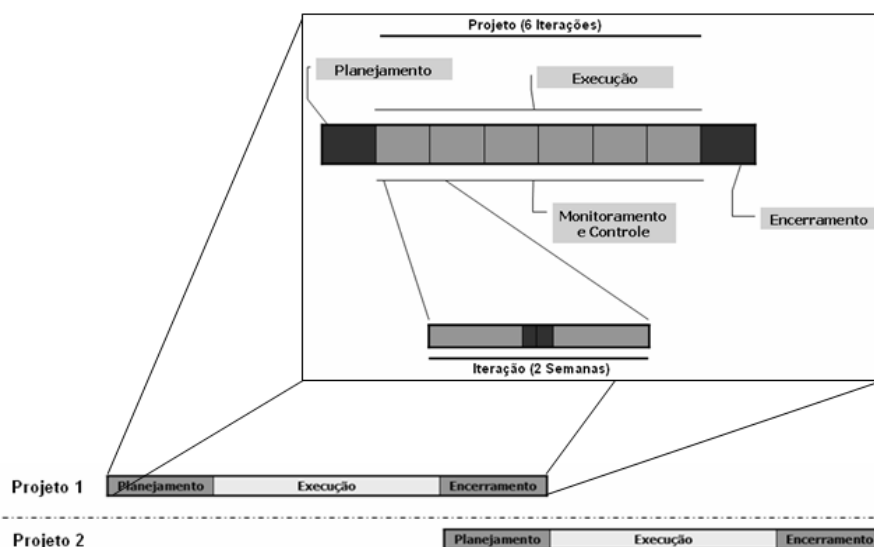 Projeto (6 Iterações)
Planejamento
Execução
Monitoramento
e Controle
Encerramento
Iteração (2 Semanas)
Projeto 1
Planejamento
Execução
Encerramento
Projeto 2
Planejamento
Execução
Encerramento